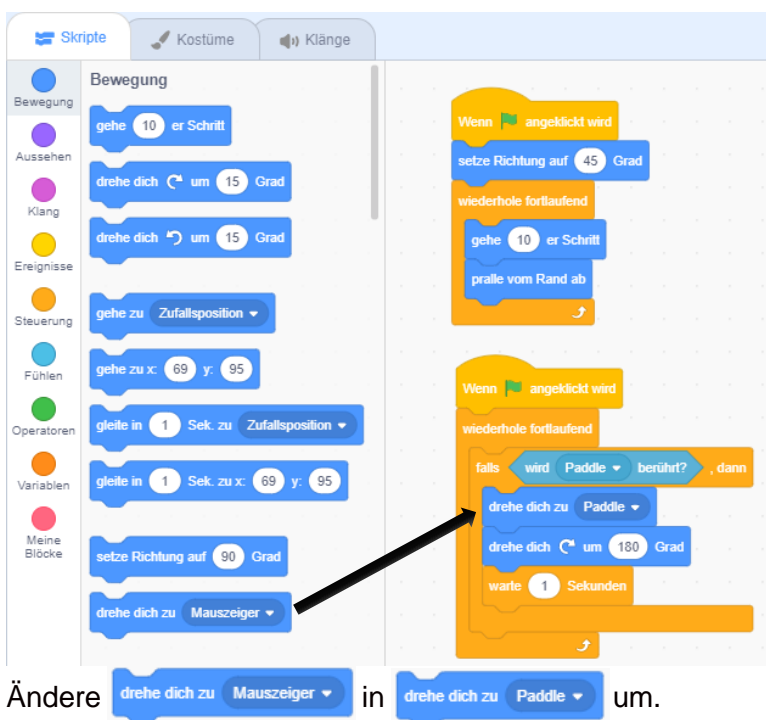 Skripte Kostüme Klänge
Bewegung
Aussehen
Klang
Ereignisse
Steuerung
Fühlen
Operatoren
Variablen
Meine
Blöcke
Bewegung
gehe 10 er Schritt
drehe dich um 15 Grad
drehe dich um 15 Grad
gehe zu Zufallsposition
gehe zu x: 69 y: 95
gleite in 1 Sek. zu Zufallsposition
gleite in 1 Sek. zu x: 69 y: 95
setze Richtung auf 90 Grad
drehe dich zu Mauszeiger
Wenn angeklickt wird
setze Richtung auf 45 Grad
wiederhole fortlaufend
gehe 10 er Schritt
pralle vom Rand ab
Wenn angeklickt wird
wiederhole fortlaufend
falls wird Paddle berührt? , dann
drehe dich zu Paddle
drehe dich um 180 Grad
warte 1 Sekunden
Ändere drehe dich zu Mauszeiger in drehe dich zu Paddle um.